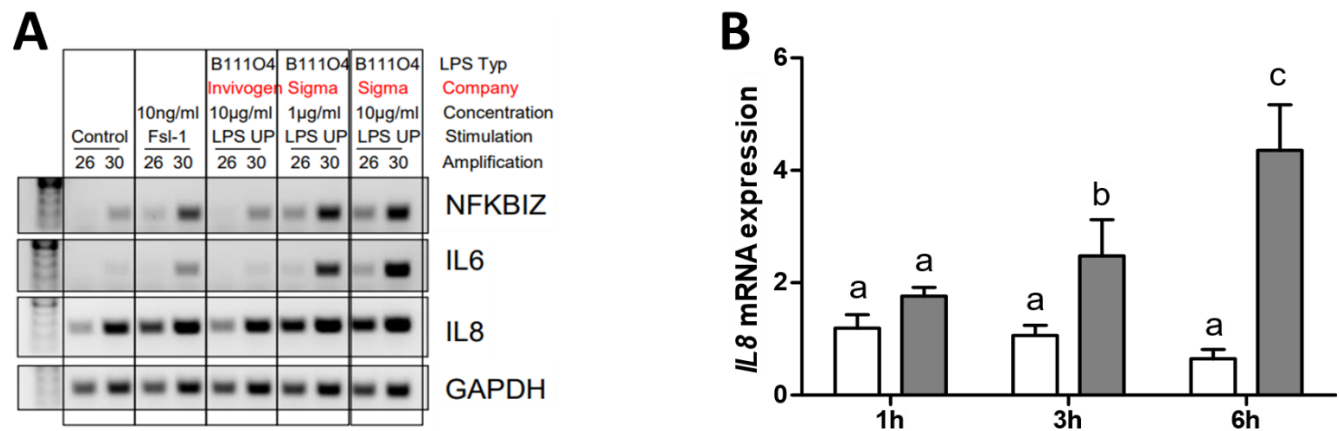 A
B111O4 B111O4 B111O4 LPS Typ
Invivogen Sigma Sigma Company
10ng/ml 10µg/ml 1µg/ml 10µg/ml Concentration
Control Fsl-1 LPS UP LPS UP LPS UP Stimulation
26 30 26 30 26 30 26 30 26 30 Amplification
NFKBIZ
IL6
IL8
GAPDH
B
IL8 mRNA expression
6
4
2
0
a a
a b
a c
1h 3h 6h